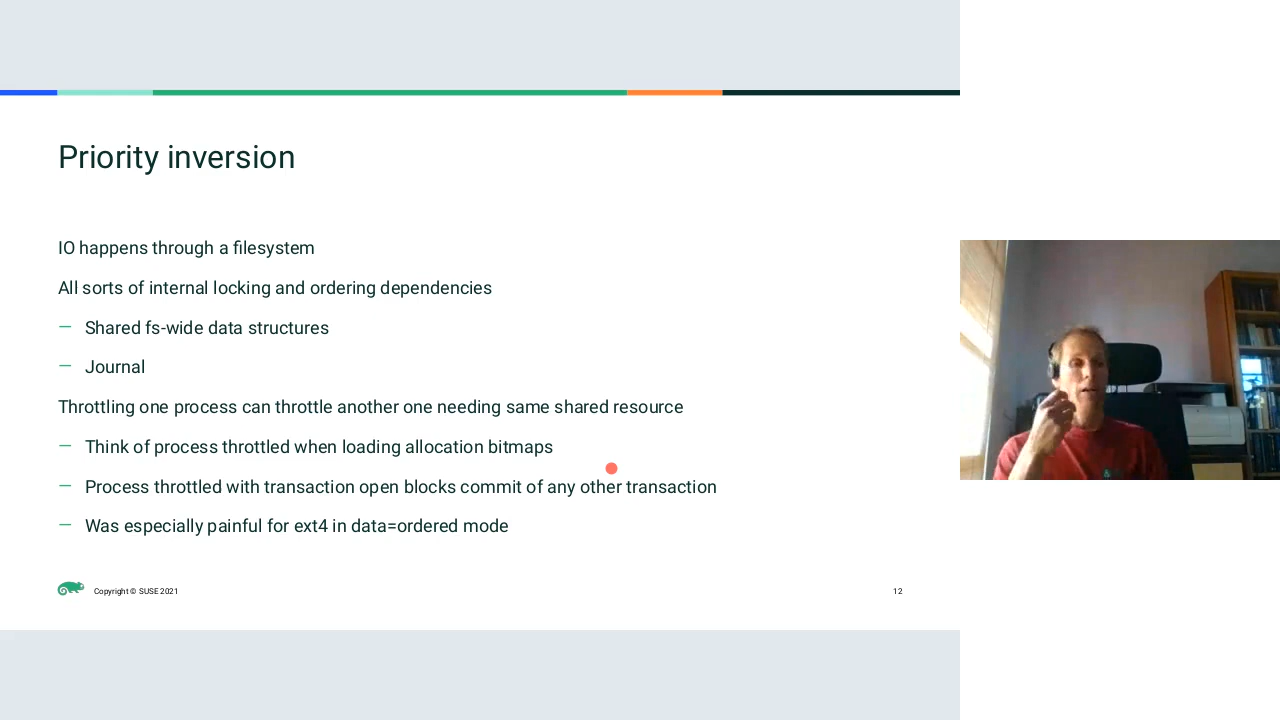 Priority inversion
IO happens through a filesystem
All sorts of internal locking and ordering dependencies
— Shared fs-wide data structures
— Journal
Throttling one process can throttle another one needing same shared resource
— Think of process throttled when loading allocation bitmaps
— Process throttled with transaction open blocks commit of any other transaction
— Was especially painful for ext4 in data=ordered mode
Copyright © SUSE 2021
12